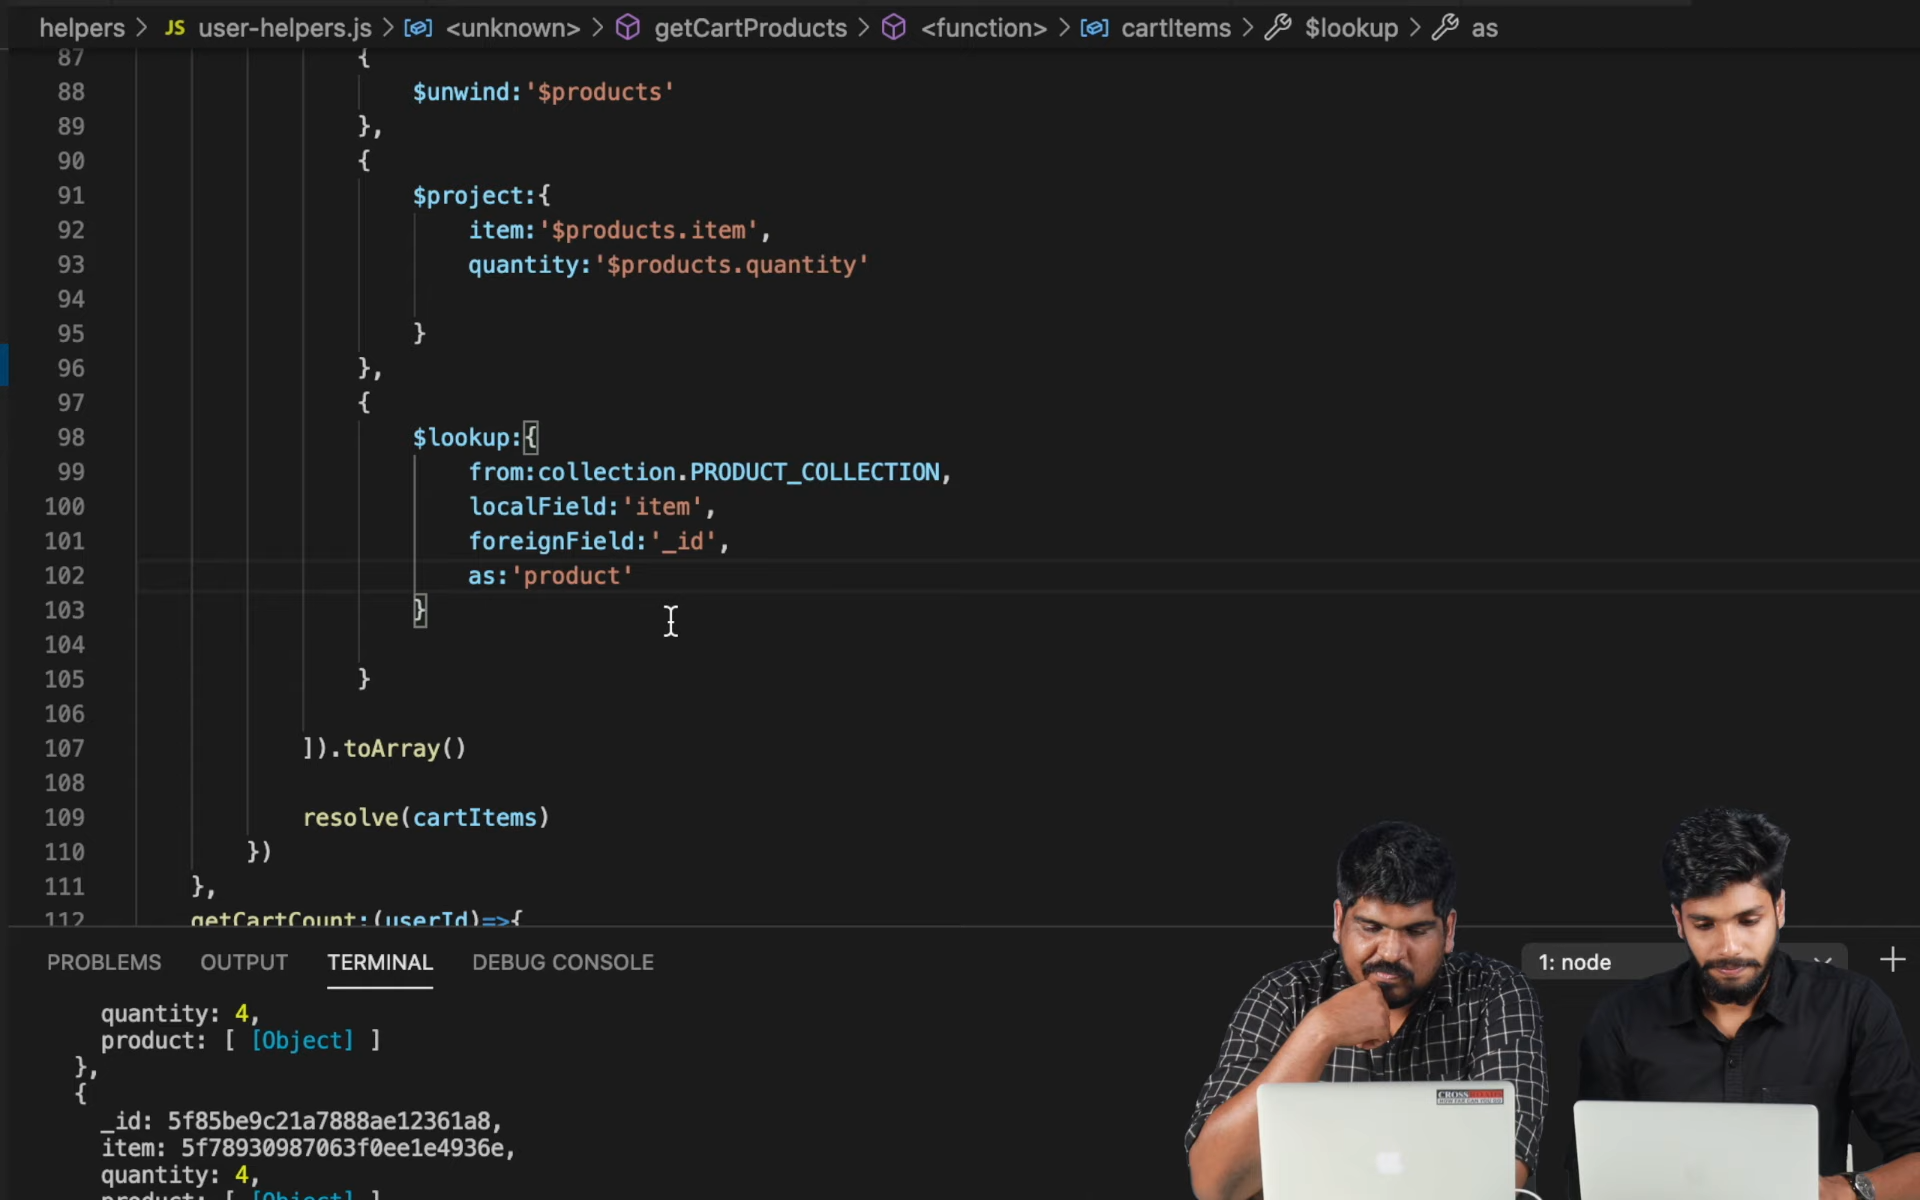 helpers > JS user-helpers.js > <unknown> > getCartProducts > <function> > cartItems > $lookup > as
87 {
88 $unwind:'$products'
89 },
90 {
91 $project:{
92 item:'$products.item',
93 quantity:'$products.quantity'
94
95 }
96 },
97 {
98 $lookup:{
99 from:collection.PRODUCT_COLLECTION,
100 localField:'item',
101 foreignField:'_id',
102 as:'product'
103 }
104
105 }
106
107 ]).toArray()
108
109 resolve(cartItems)
110 })
111 },
112 getCartCount:(userId)=>{
PROBLEMS OUTPUT TERMINAL DEBUG CONSOLE 1: node
quantity: 4,
product: [ [Object] ]
},
{
_id: 5f85be9c21a7888ae12361a8,
item: 5f78930987063f0ee1e4936e,
quantity: 4,
product: [ [Object] ]
CROSS